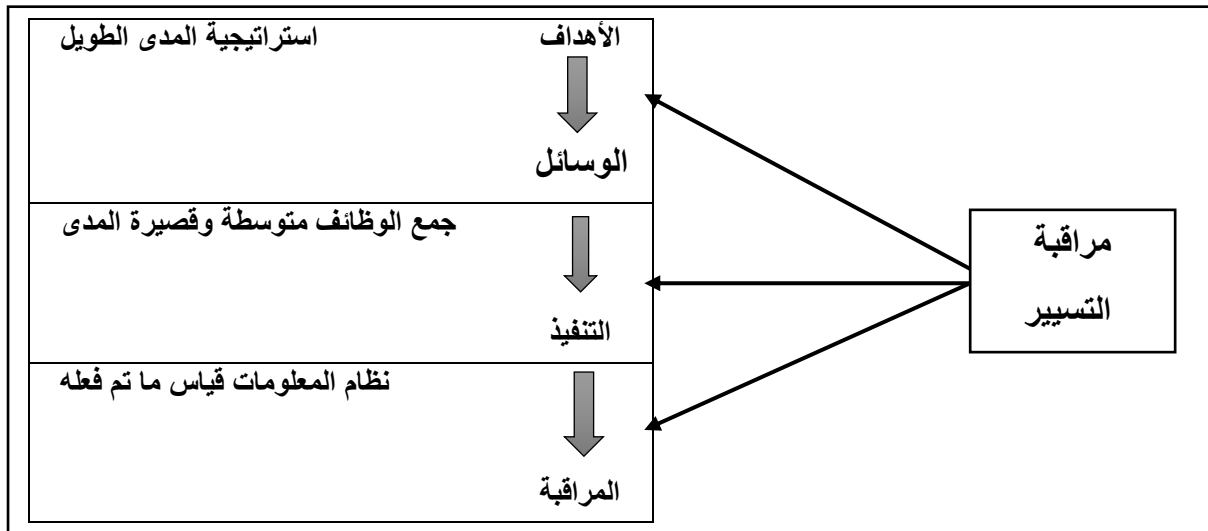 الأهداف استراتيجية المدى الطويل
الوسائل
جمع الوظائف متوسطة وقصيرة المدى
التنفيذ
نظام المعلومات قياس ما تم فعله
المراقبة
مراقبة
التسيير